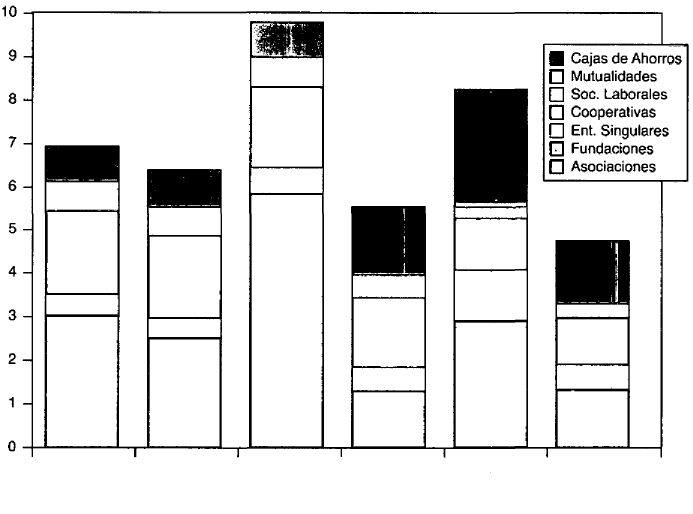 10
9
8
7
6
5
4
3
2
1
0
Cajas de Ahorros
Mutualidades
Soc. Laborales
Cooperativas
Ent. Singulares
Fundaciones
Asociaciones